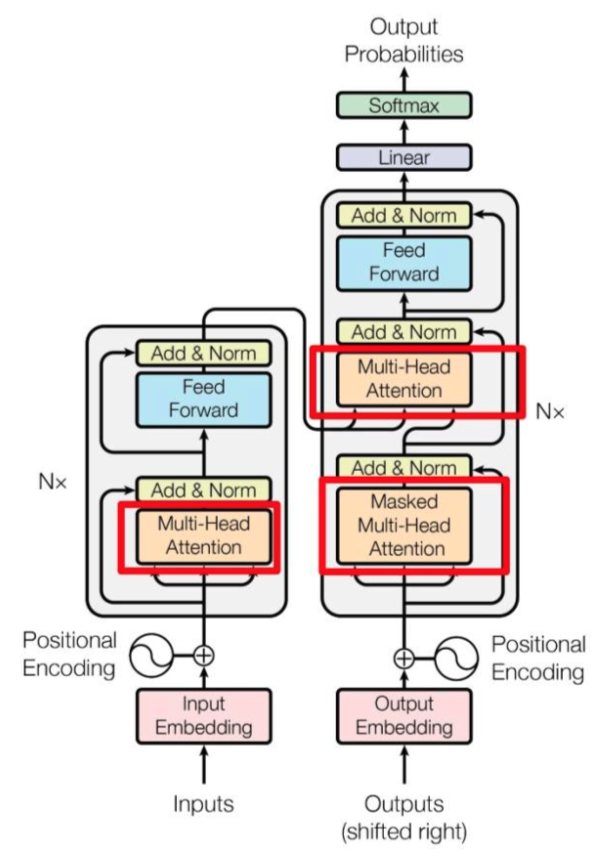 Output
Probabilities
Softmax
Linear
Add & Norm
Feed
Forward
Add & Norm
Multi-Head
Attention
N×
Add & Norm
Masked
Multi-Head
Attention
Add & Norm
Feed
Forward
N×
Add & Norm
Multi-Head
Attention
Positional
Encoding
Positional
Encoding
Input
Embedding
Output
Embedding
Inputs
Outputs
(shifted right)